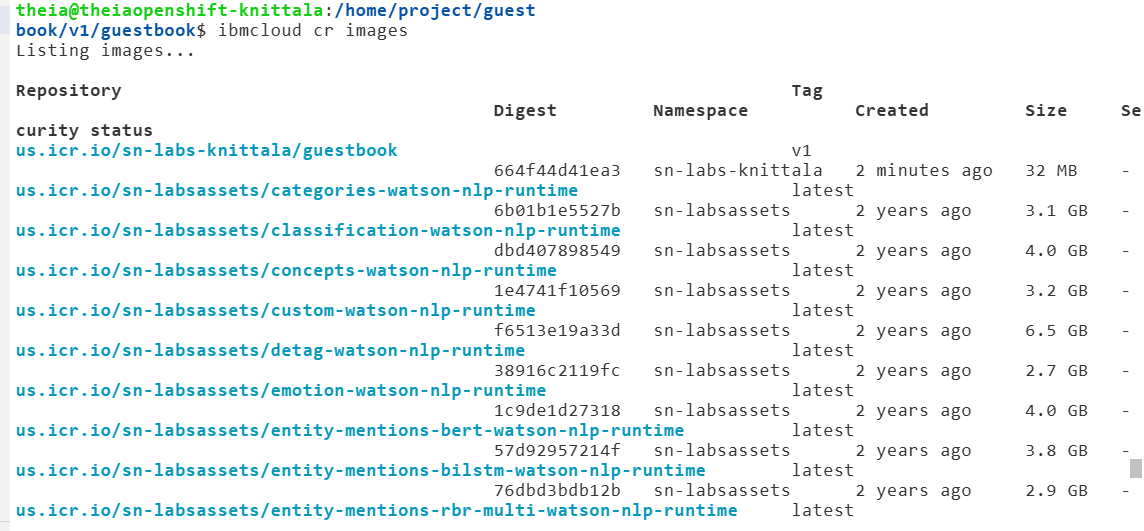 theia@theiaopenshift-knittala:/home/project/guest
book/v1/guestbook$ ibmcloud cr images
Listing images...
Repository Tag
Digest Namespace Created Size Se
curity status
us.icr.io/sn-labs-knittala/guestbook v1
664f44d41ea3 sn-labs-knittala 2 minutes ago 32 MB -
us.icr.io/sn-labsassets/categories-watson-nlp-runtime latest
6b01b1e5527b sn-labsassets 2 years ago 3.1 GB -
us.icr.io/sn-labsassets/classification-watson-nlp-runtime latest
dbd407898549 sn-labsassets 2 years ago 4.0 GB -
us.icr.io/sn-labsassets/concepts-watson-nlp-runtime latest
1e4741f10569 sn-labsassets 2 years ago 3.2 GB -
us.icr.io/sn-labsassets/custom-watson-nlp-runtime latest
f6513e19a33d sn-labsassets 2 years ago 6.5 GB -
us.icr.io/sn-labsassets/detag-watson-nlp-runtime latest
38916c2119fc sn-labsassets 2 years ago 2.7 GB -
us.icr.io/sn-labsassets/emotion-watson-nlp-runtime latest
1c9de1d27318 sn-labsassets 2 years ago 4.0 GB -
us.icr.io/sn-labsassets/entity-mentions-bert-watson-nlp-runtime latest
57d92957214f sn-labsassets 2 years ago 3.8 GB -
us.icr.io/sn-labsassets/entity-mentions-bilstm-watson-nlp-runtime latest
76dbd3bdb12b sn-labsassets 2 years ago 2.9 GB -
us.icr.io/sn-labsassets/entity-mentions-rbr-multi-watson-nlp-runtime latest